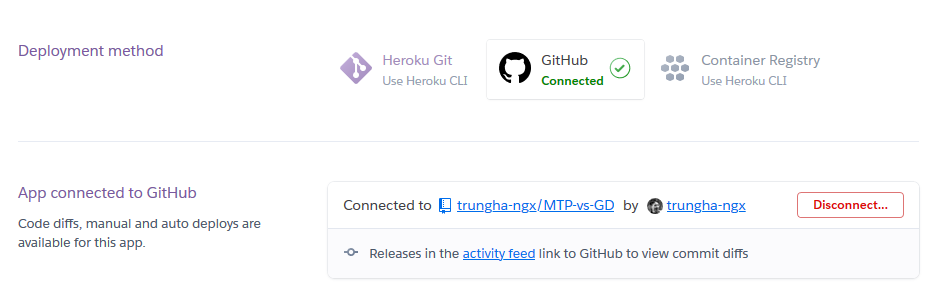 Deployment method
Heroku Git
Use Heroku CLI
GitHub
Connected
Container Registry
Use Heroku CLI
App connected to GitHub
Code diffs, manual and auto deploys are
available for this app.
Connected to trungha-ngx/MTP-vs-GD by trungha-ngx
Disconnect...
Releases in the activity feed link to GitHub to view commit diffs